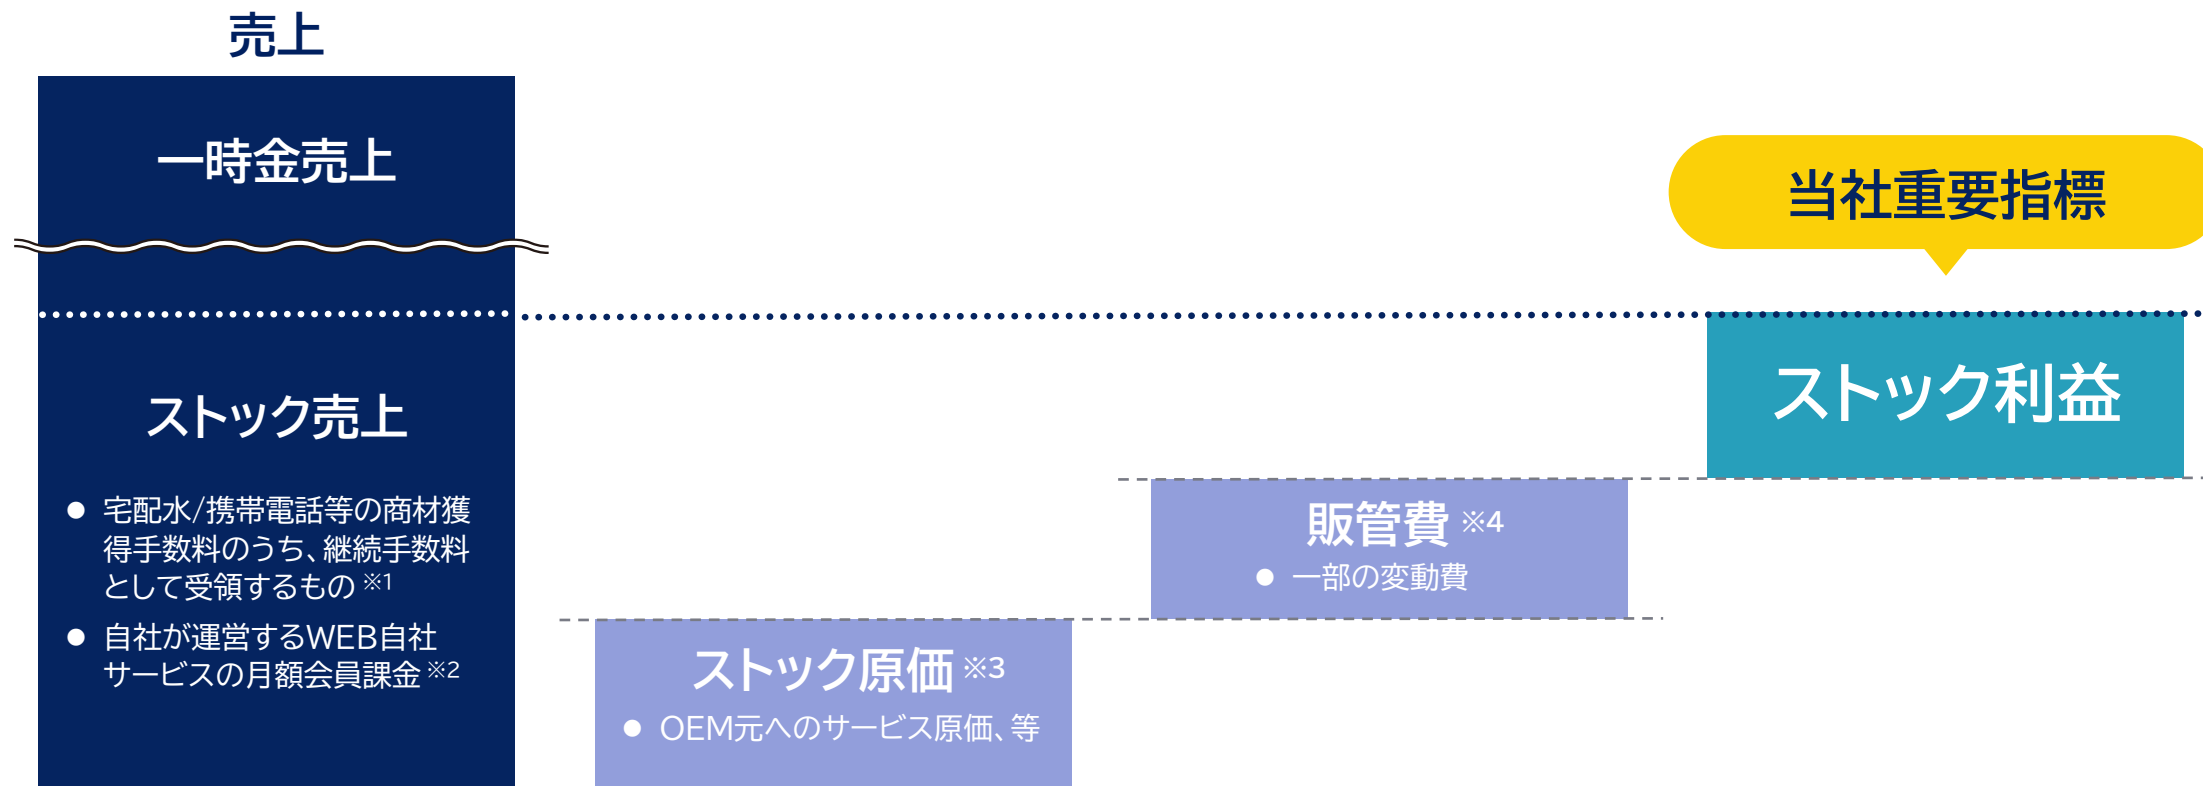 売上
一時金売上
当社重要指標
ストック売上
● 宅配水/携帯電話等の商材獲
得手数料のうち、継続手数料
として受領するもの ※1
● 自社が運営するWEB自社
サービスの月額会員課金 ※2
ストック原価 ※3
● OEM元へのサービス原価、等
販管費 ※4
● 一部の変動費
ストック利益